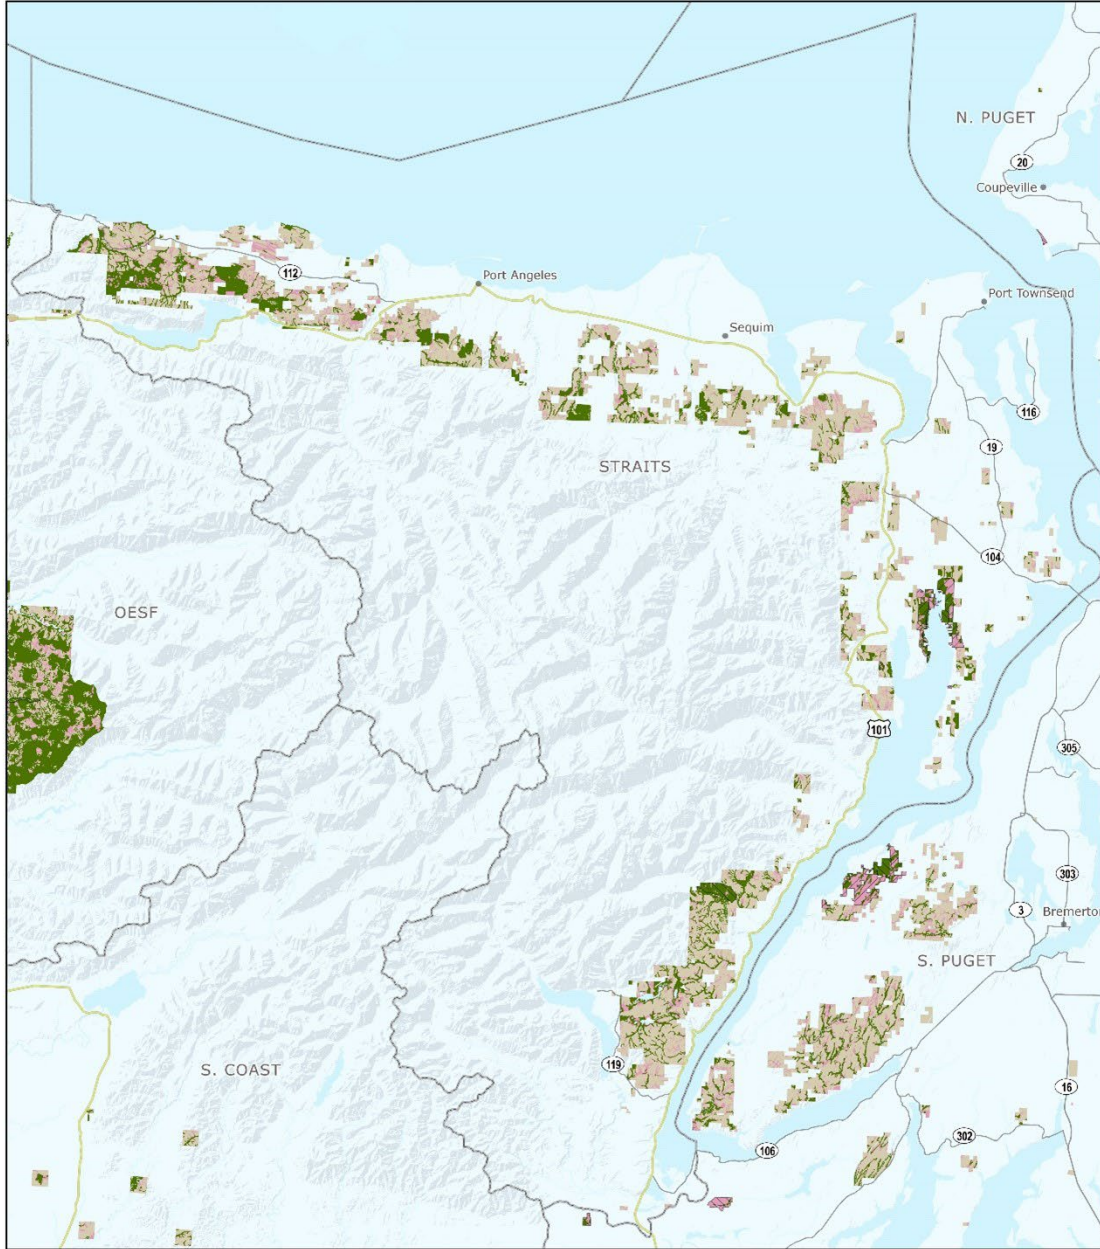 N. PUGET
20
Coupeville
112
Port Angeles
Port Townsend
Sequim
116
19
STRAITS
104
OESF
101
305
303
3
Bremerton
S. PUGET
119
S. COAST
16
302
106